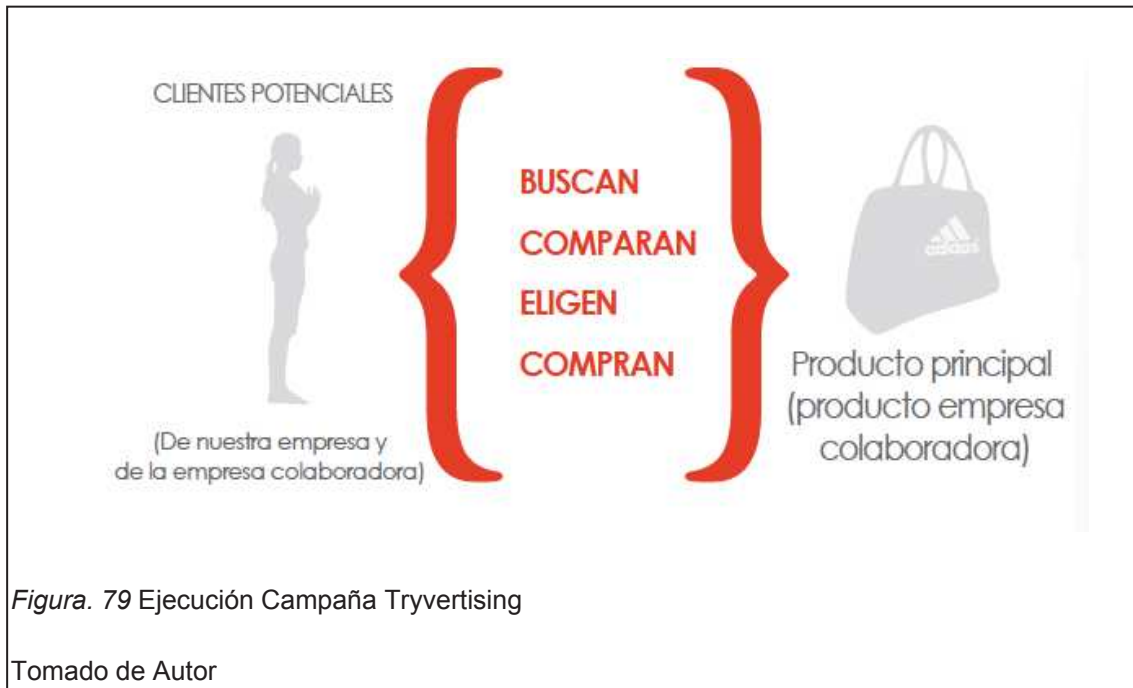 CLIENTES POTENCIALES
(De nuestra empresa y
de la empresa colaboradora)
BUSCAN
COMPARAN
ELIGEN
COMPRAN
adidas
Producto principal
(producto empresa
colaboradora)
Figura. 79 Ejecución Campaña Tryvertising
Tomado de Autor